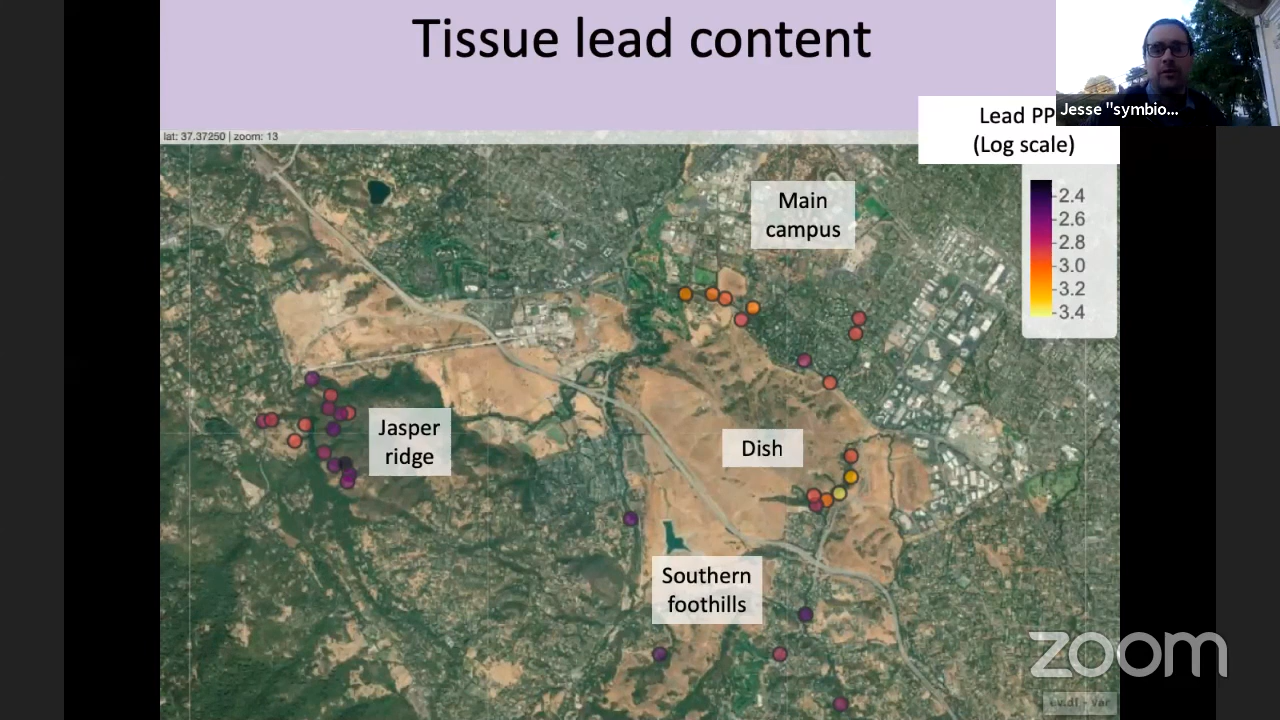 Tissue lead content
Jesse "symbio...
Lead PP
(Log scale)
lat: 37.37250 | zoom: 13
Main
campus
2.4
2.6
2.8
3.0
3.2
3.4
Jasper
ridge
Dish
Southern
foothills
zoom